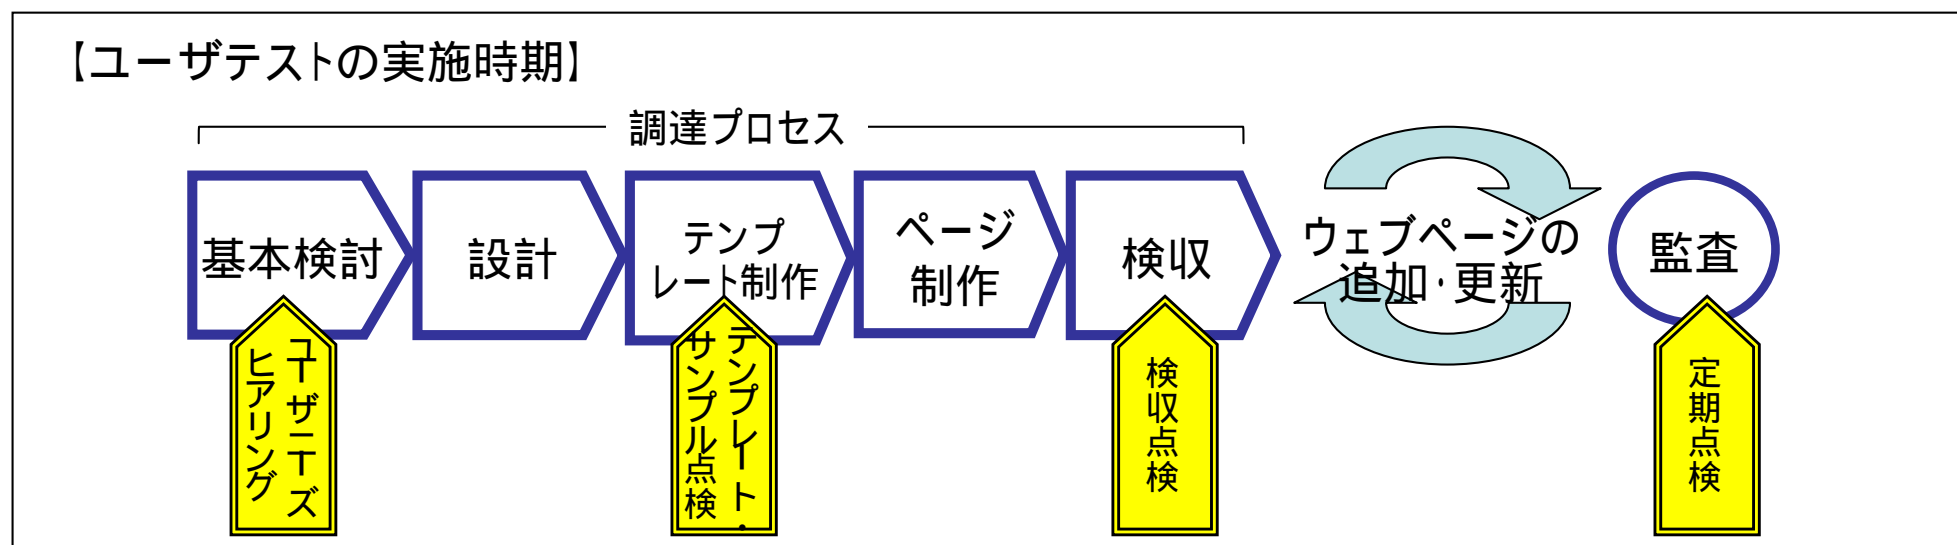 【ユーザテストの実施時期】
調達プロセス
基本検討
設計
テンプ
レート制作
ページ
制作
検収
ウェブページの
追加・更新
監査
ユーザニーズ
ヒアリング
テンプレート・
サンプル点検
検収点検
定期点検